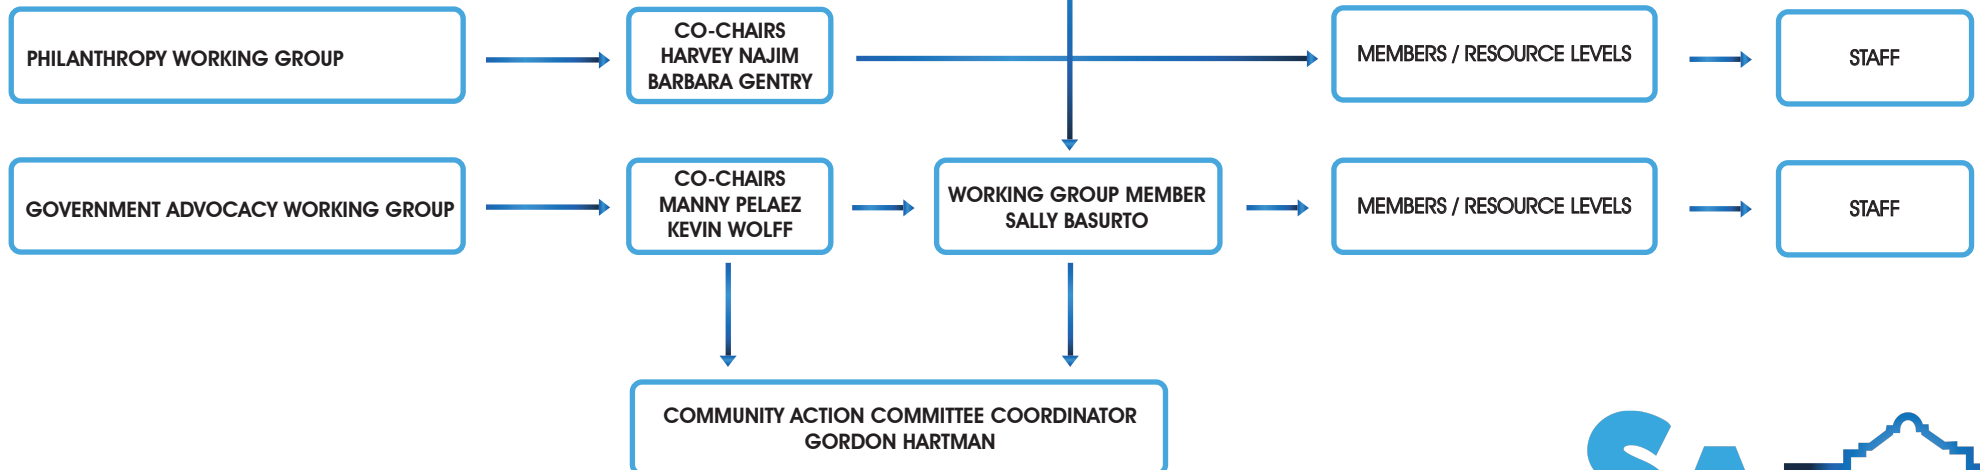 PHILANTHROPY WORKING GROUP
CO-CHAIRS
HARVEY NAJIM
BARBARA GENTRY
MEMBERS / RESOURCE LEVELS
STAFF
GOVERNMENT ADVOCACY WORKING GROUP
CO-CHAIRS
MANNY PELAEZ
KEVIN WOLFF
WORKING GROUP MEMBER
SALLY BASURTO
MEMBERS / RESOURCE LEVELS
STAFF
COMMUNITY ACTION COMMITTEE COORDINATOR
GORDON HARTMAN
SA